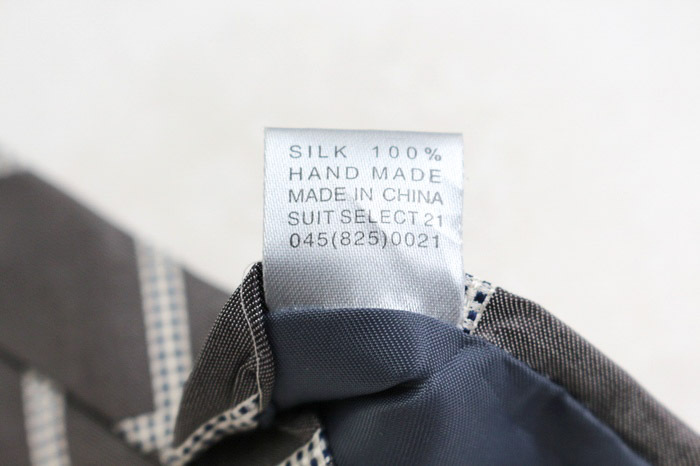 SILK 100%
HAND MADE
MADE IN CHINA
SUIT SELECT 21
045(825)0021